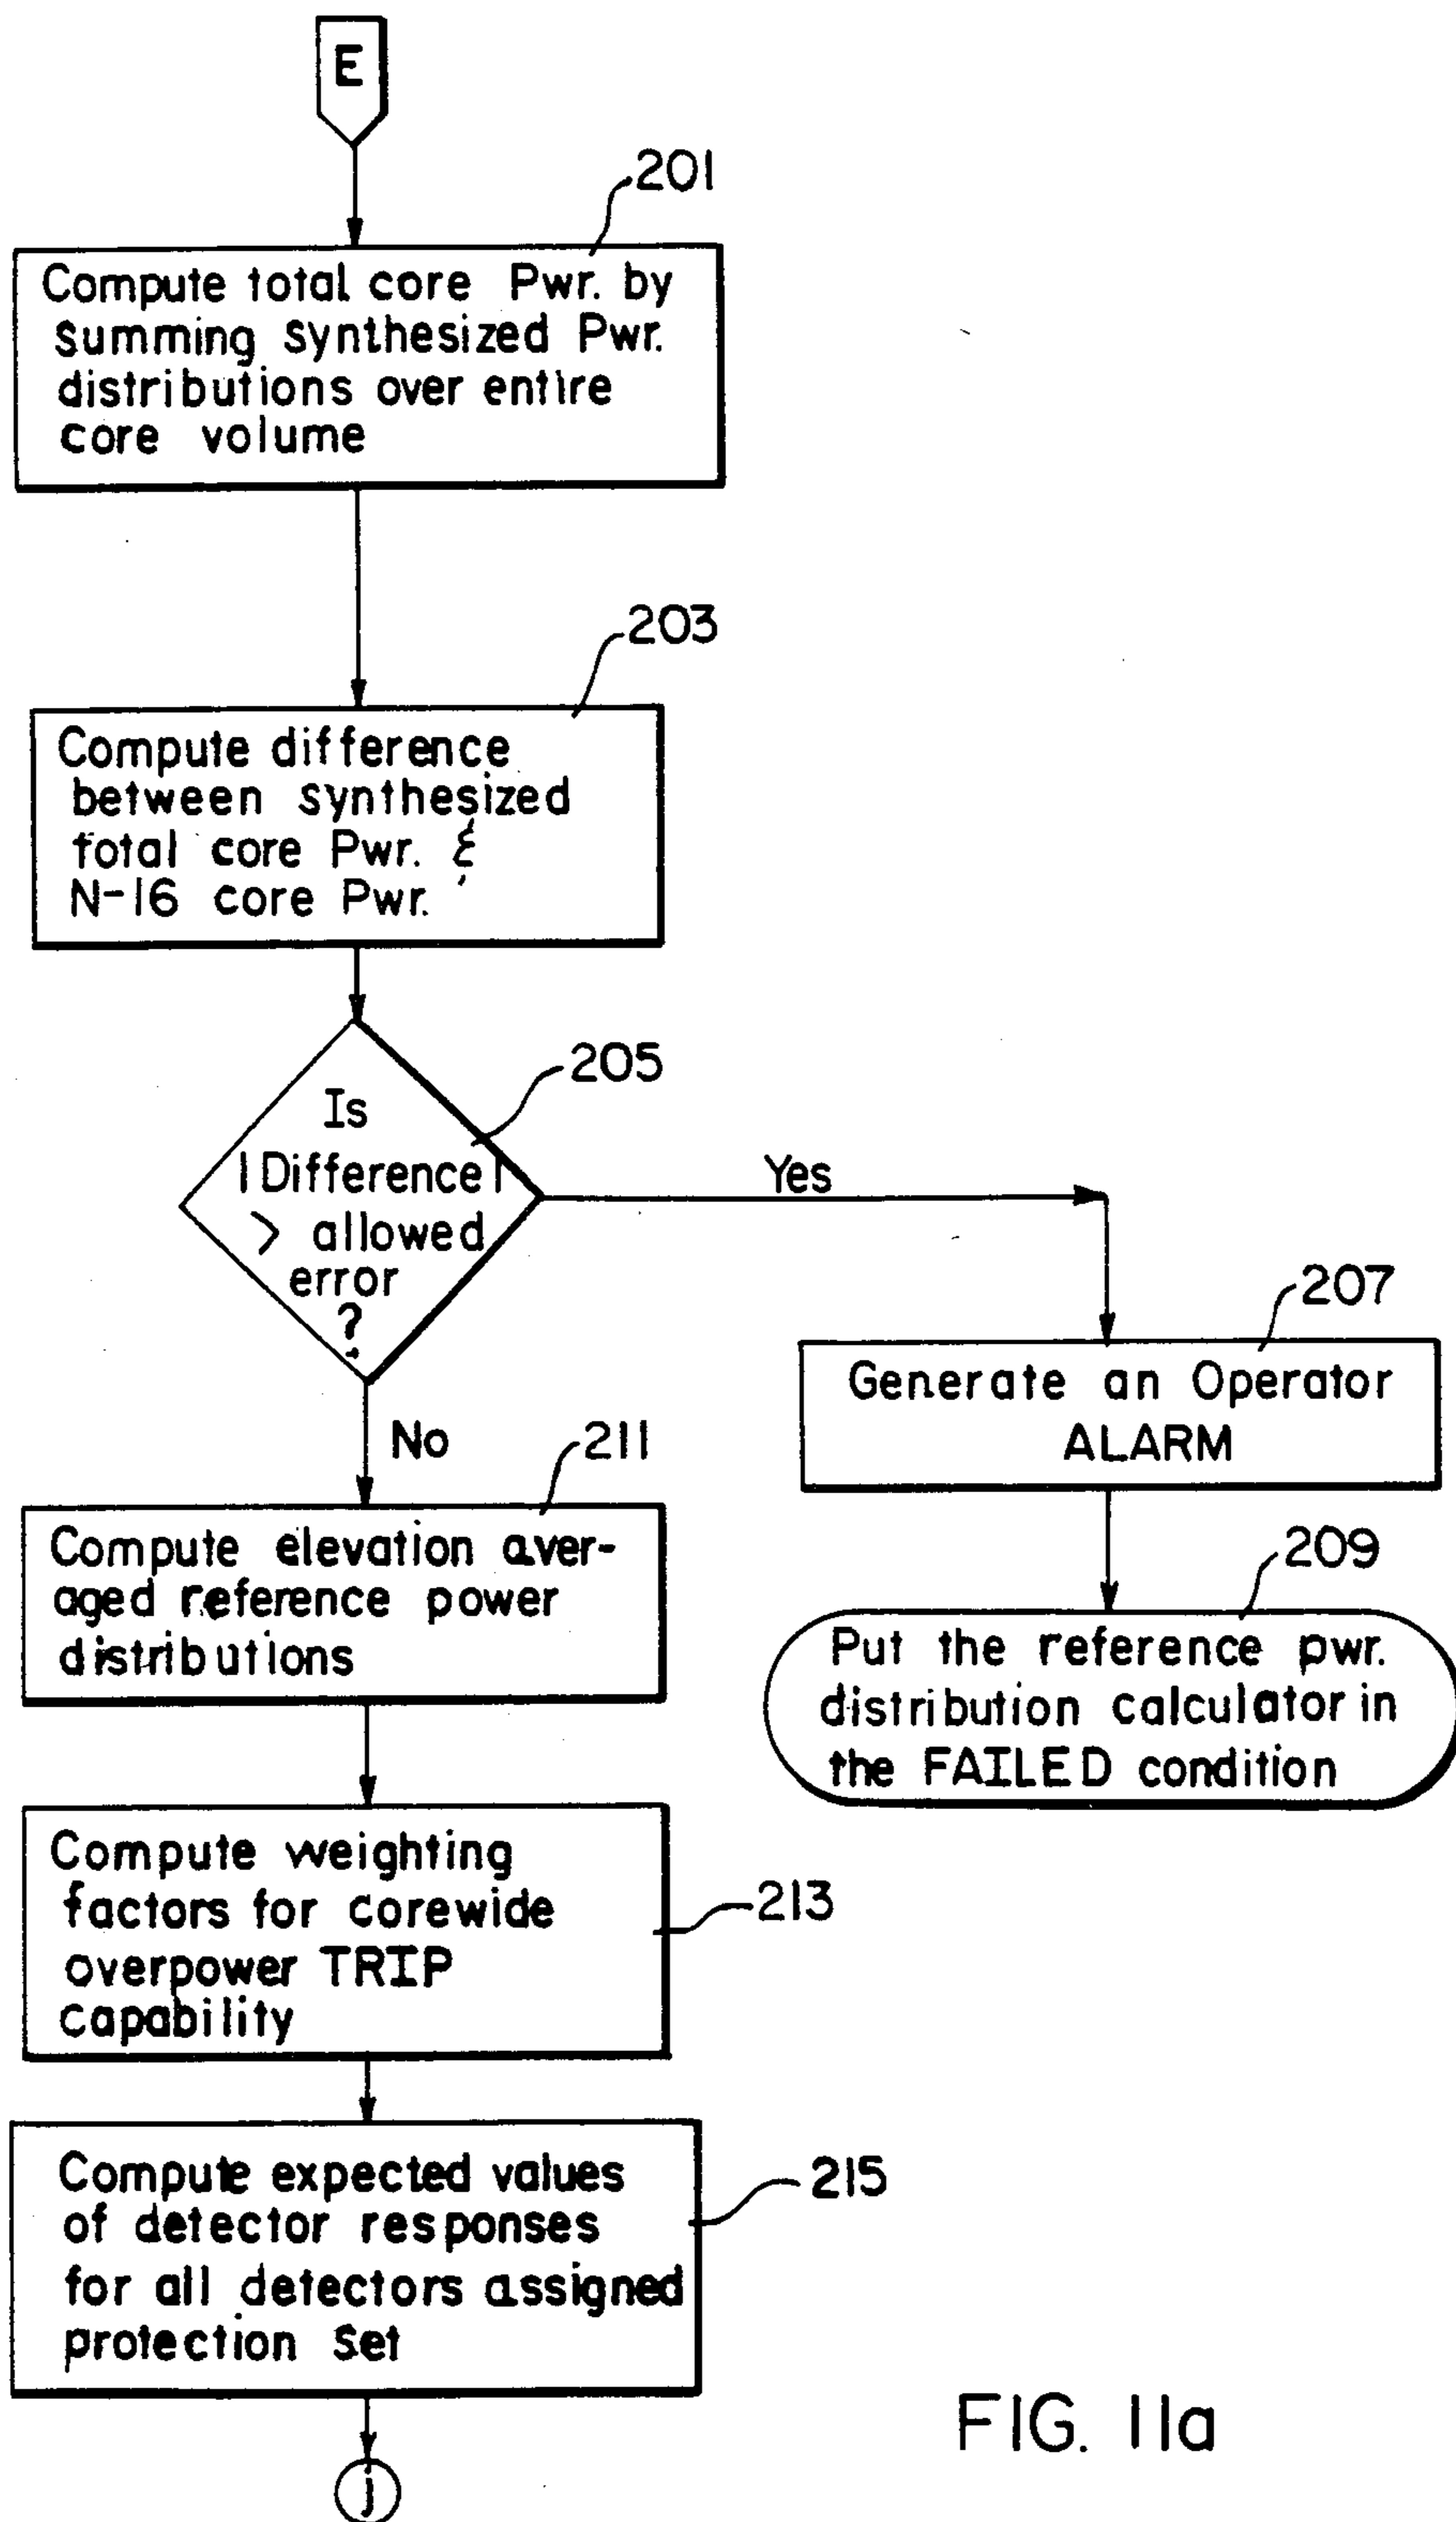 E
201
Compute total core Pwr. by
summing synthesized Pwr.
distributions over entire
core volume
203
Compute difference
between synthesized
total core Pwr. &
N-16 core Pwr.
205
Is
|Difference|
> allowed
error
?
Yes
207
Generate an Operator
ALARM
209
Put the reference pwr.
distribution calculator in
the FAILED condition
No
211
Compute elevation aver-
aged reference power
distributions
213
Compute weighting
factors for corewide
overpower TRIP
capability
215
Compute expected values
of detector responses
for all detectors assigned
protection set
j
FIG. 11a